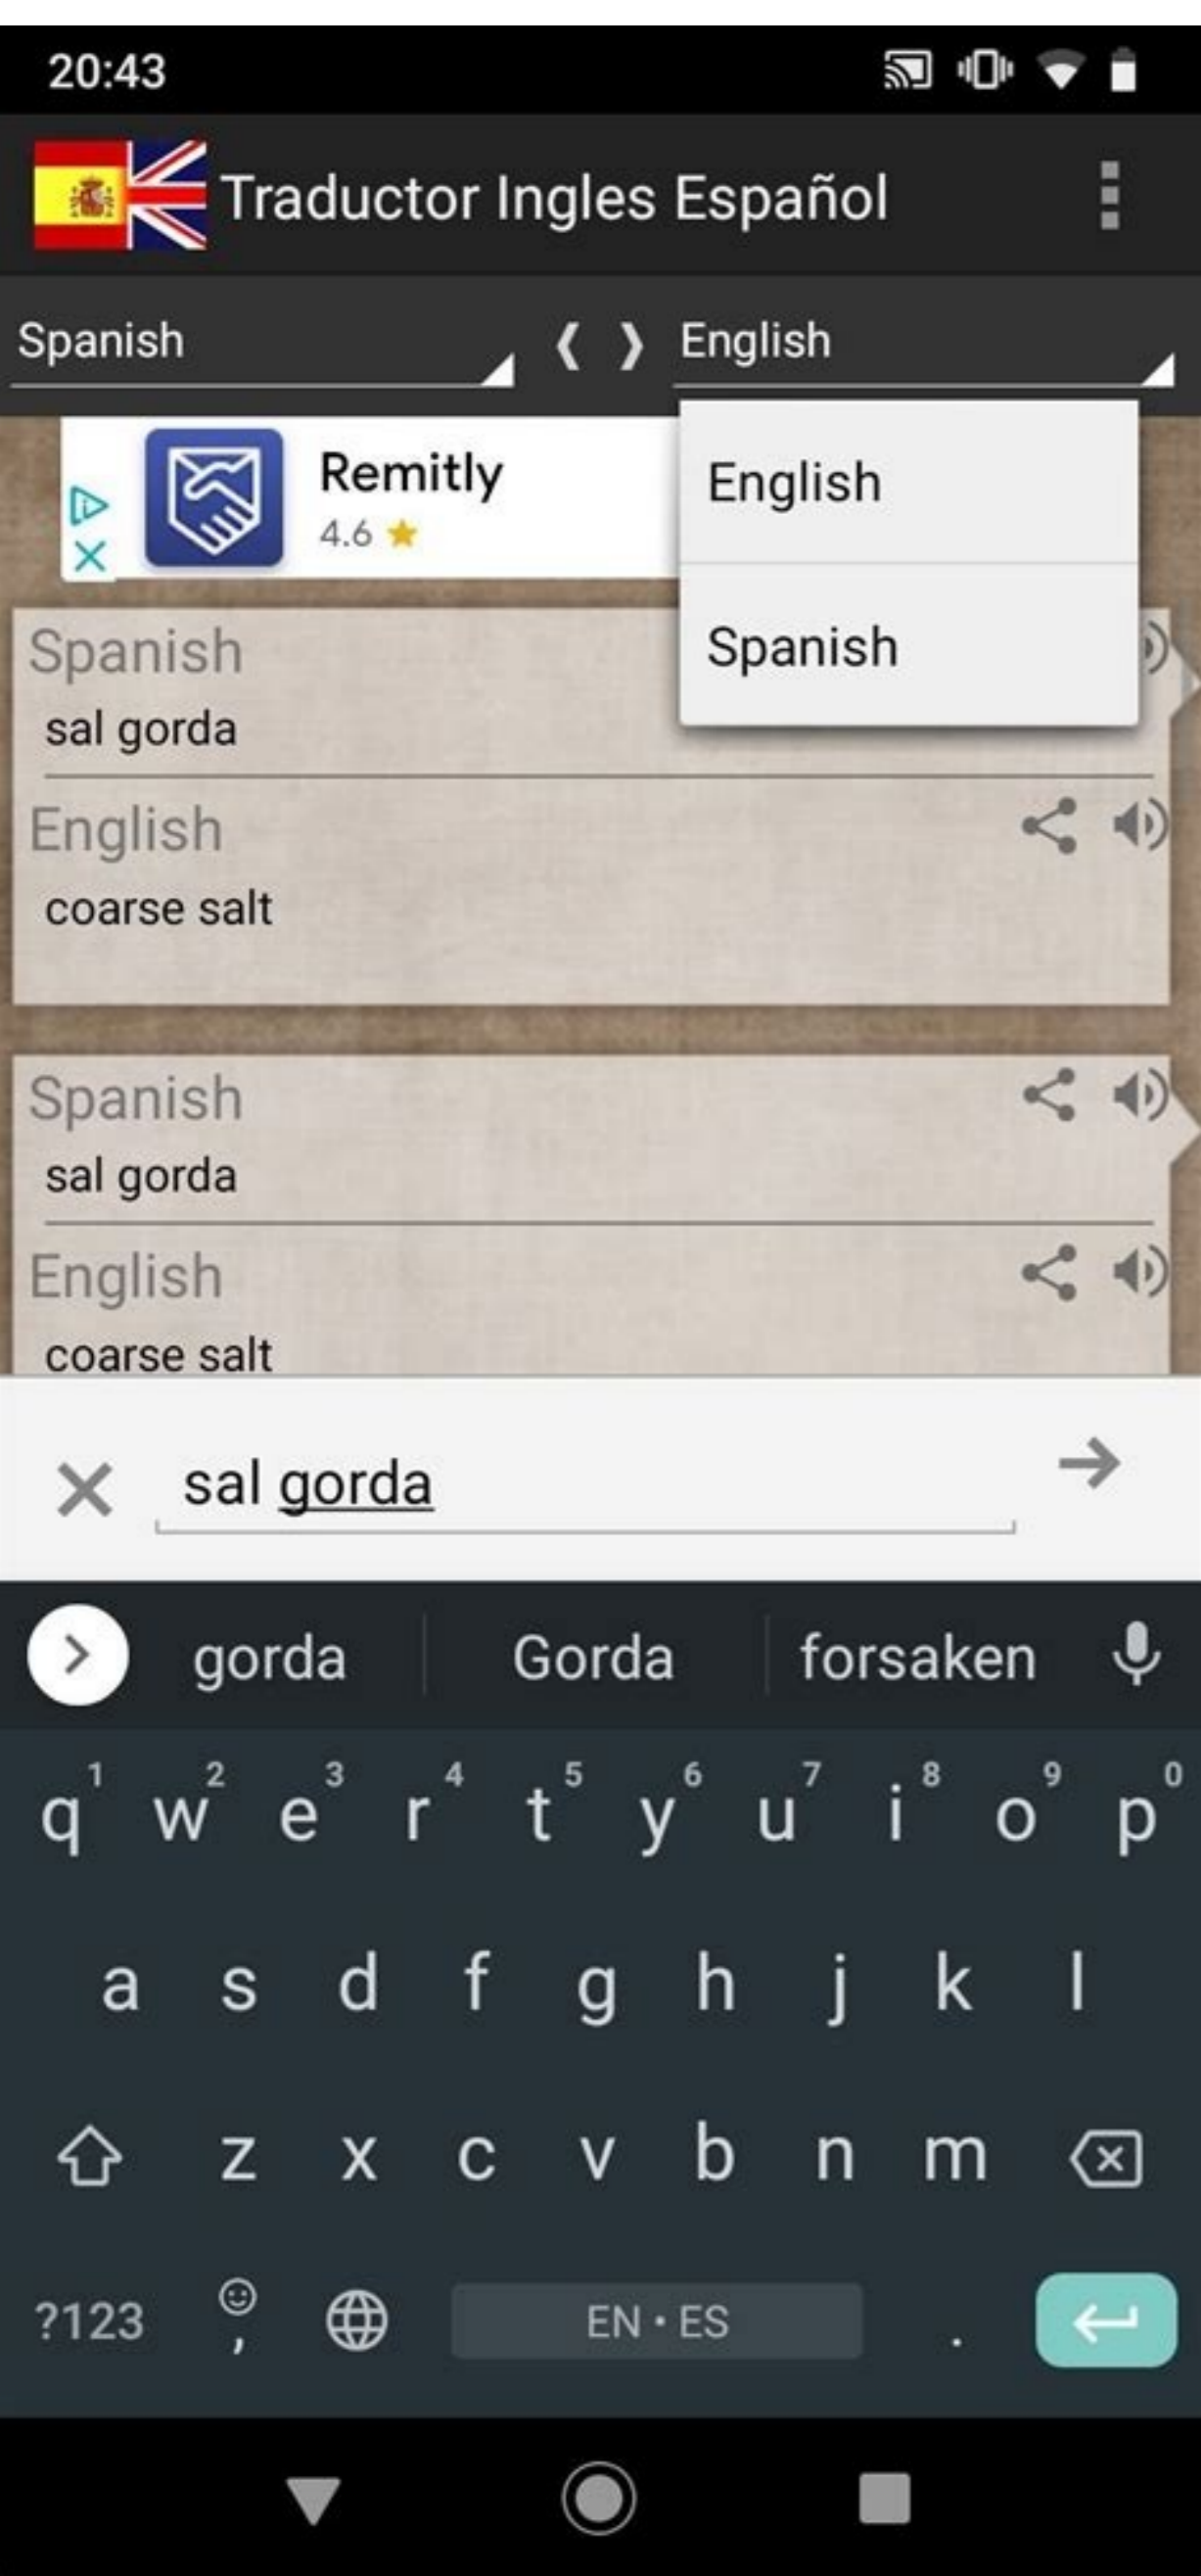 20:43
Traductor Ingles Español
Spanish ❬ ❭ English
English
Spanish
Remitly
4.6 ★
Spanish
sal gorda
English
coarse salt
Spanish
sal gorda
English
coarse salt
sal gorda
gorda Gorda forsaken
1 2 3 4 5 6 7 8 9 0
q w e r t y u i o p
a s d f g h j k l
z x c v b n m
?123 , EN • ES .